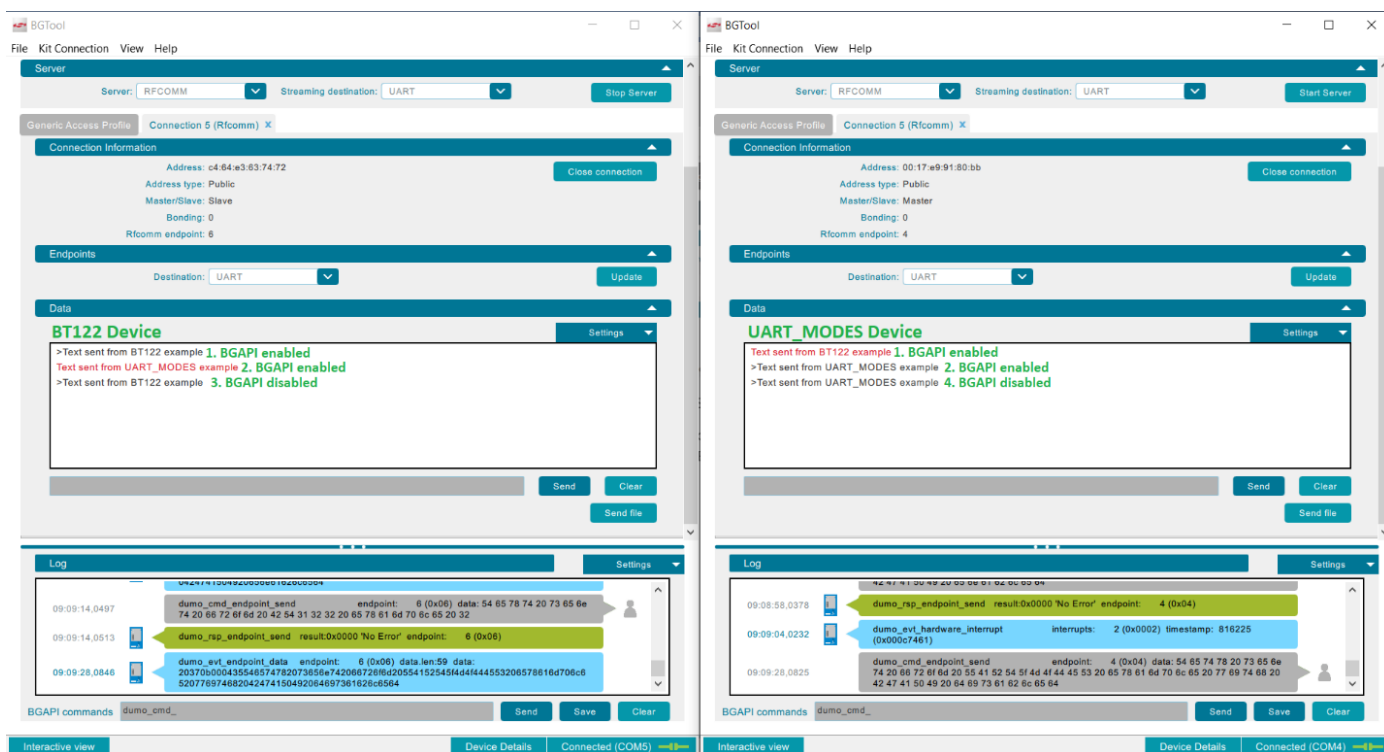 BGTool
File Kit Connection View Help
Server
Server: RFCOMM Streaming destination: UART Stop Server
Generic Access Profile Connection 5 (Rfcomm) X
Connection Information
Address: c4:64:e3:63:74:72
Close connection
Address type: Public
Master/Slave: Slave
Bonding: 0
Rfcomm endpoint: 6
Endpoints
Destination: UART Update
Data
BT122 Device
Settings
>Text sent from BT122 example 1. BGAPI enabled
Text sent from UART_MODES example 2. BGAPI enabled
>Text sent from BT122 example 3. BGAPI disabled
Send Clear
Send file
Log Settings
09:09:14,0497 dumo_cmd_endpoint_send endpoint: 6 (0x06) data: 54 65 78 74 20 73 65 6e
74 20 66 72 6f 6d 20 42 54 31 32 32 20 65 78 61 6d 70 6c 65 20 32
09:09:14,0513 dumo_rsp_endpoint_send result:0x0000 'No Error' endpoint: 6 (0x06)
09:09:28,0846 dumo_evt_endpoint_data endpoint: 6 (0x06) data.len:59 data:
BGAPI commands dumo_cmd_ Send Save Clear
Interactive view Device Details Connected (COM5)
BGTool
File Kit Connection View Help
Server
Server: RFCOMM Streaming destination: UART Start Server
Generic Access Profile Connection 5 (Rfcomm) X
Connection Information
Address: 00:17:e9:91:80:bb
Close connection
Address type: Public
Master/Slave: Master
Bonding: 0
Rfcomm endpoint: 4
Endpoints
Destination: UART Update
Data
UART_MODES Device
Settings
Text sent from BT122 example 1. BGAPI enabled
>Text sent from UART_MODES example 2. BGAPI enabled
>Text sent from UART_MODES example 4. BGAPI disabled
Send Clear
Send file
Log Settings
42 47 41 50 49 20 65 6e 61 62 6c 65 64
09:08:58,0378 dumo_rsp_endpoint_send result:0x0000 'No Error' endpoint: 4 (0x04)
09:09:04,0232 dumo_evt_hardware_interrupt interrupts: 2 (0x0002) timestamp: 816225
(0x000c7461)
09:09:28,0825 dumo_cmd_endpoint_send endpoint: 4 (0x04) data: 54 65 78 74 20 73 65 6e
74 20 66 72 6f 6d 20 55 41 52 54 5f 4d 4f 44 45 53 20 65 78 61 6d 70 6c 65 20 77 69 74 68 20
42 47 41 50 49 20 64 69 73 61 62 6c 65 64
BGAPI commands dumo_cmd_ Send Save Clear
Interactive view Device Details Connected (COM4)